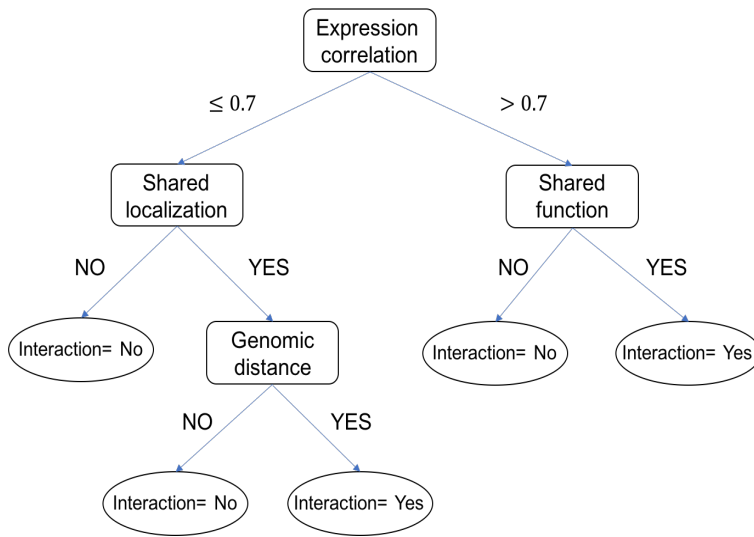 Expression
correlation
≤ 0.7
> 0.7
Shared
localization
Shared
function
NO
YES
NO
YES
Interaction= No
Genomic
distance
Interaction= No
Interaction= Yes
NO
YES
Interaction= No
Interaction= Yes